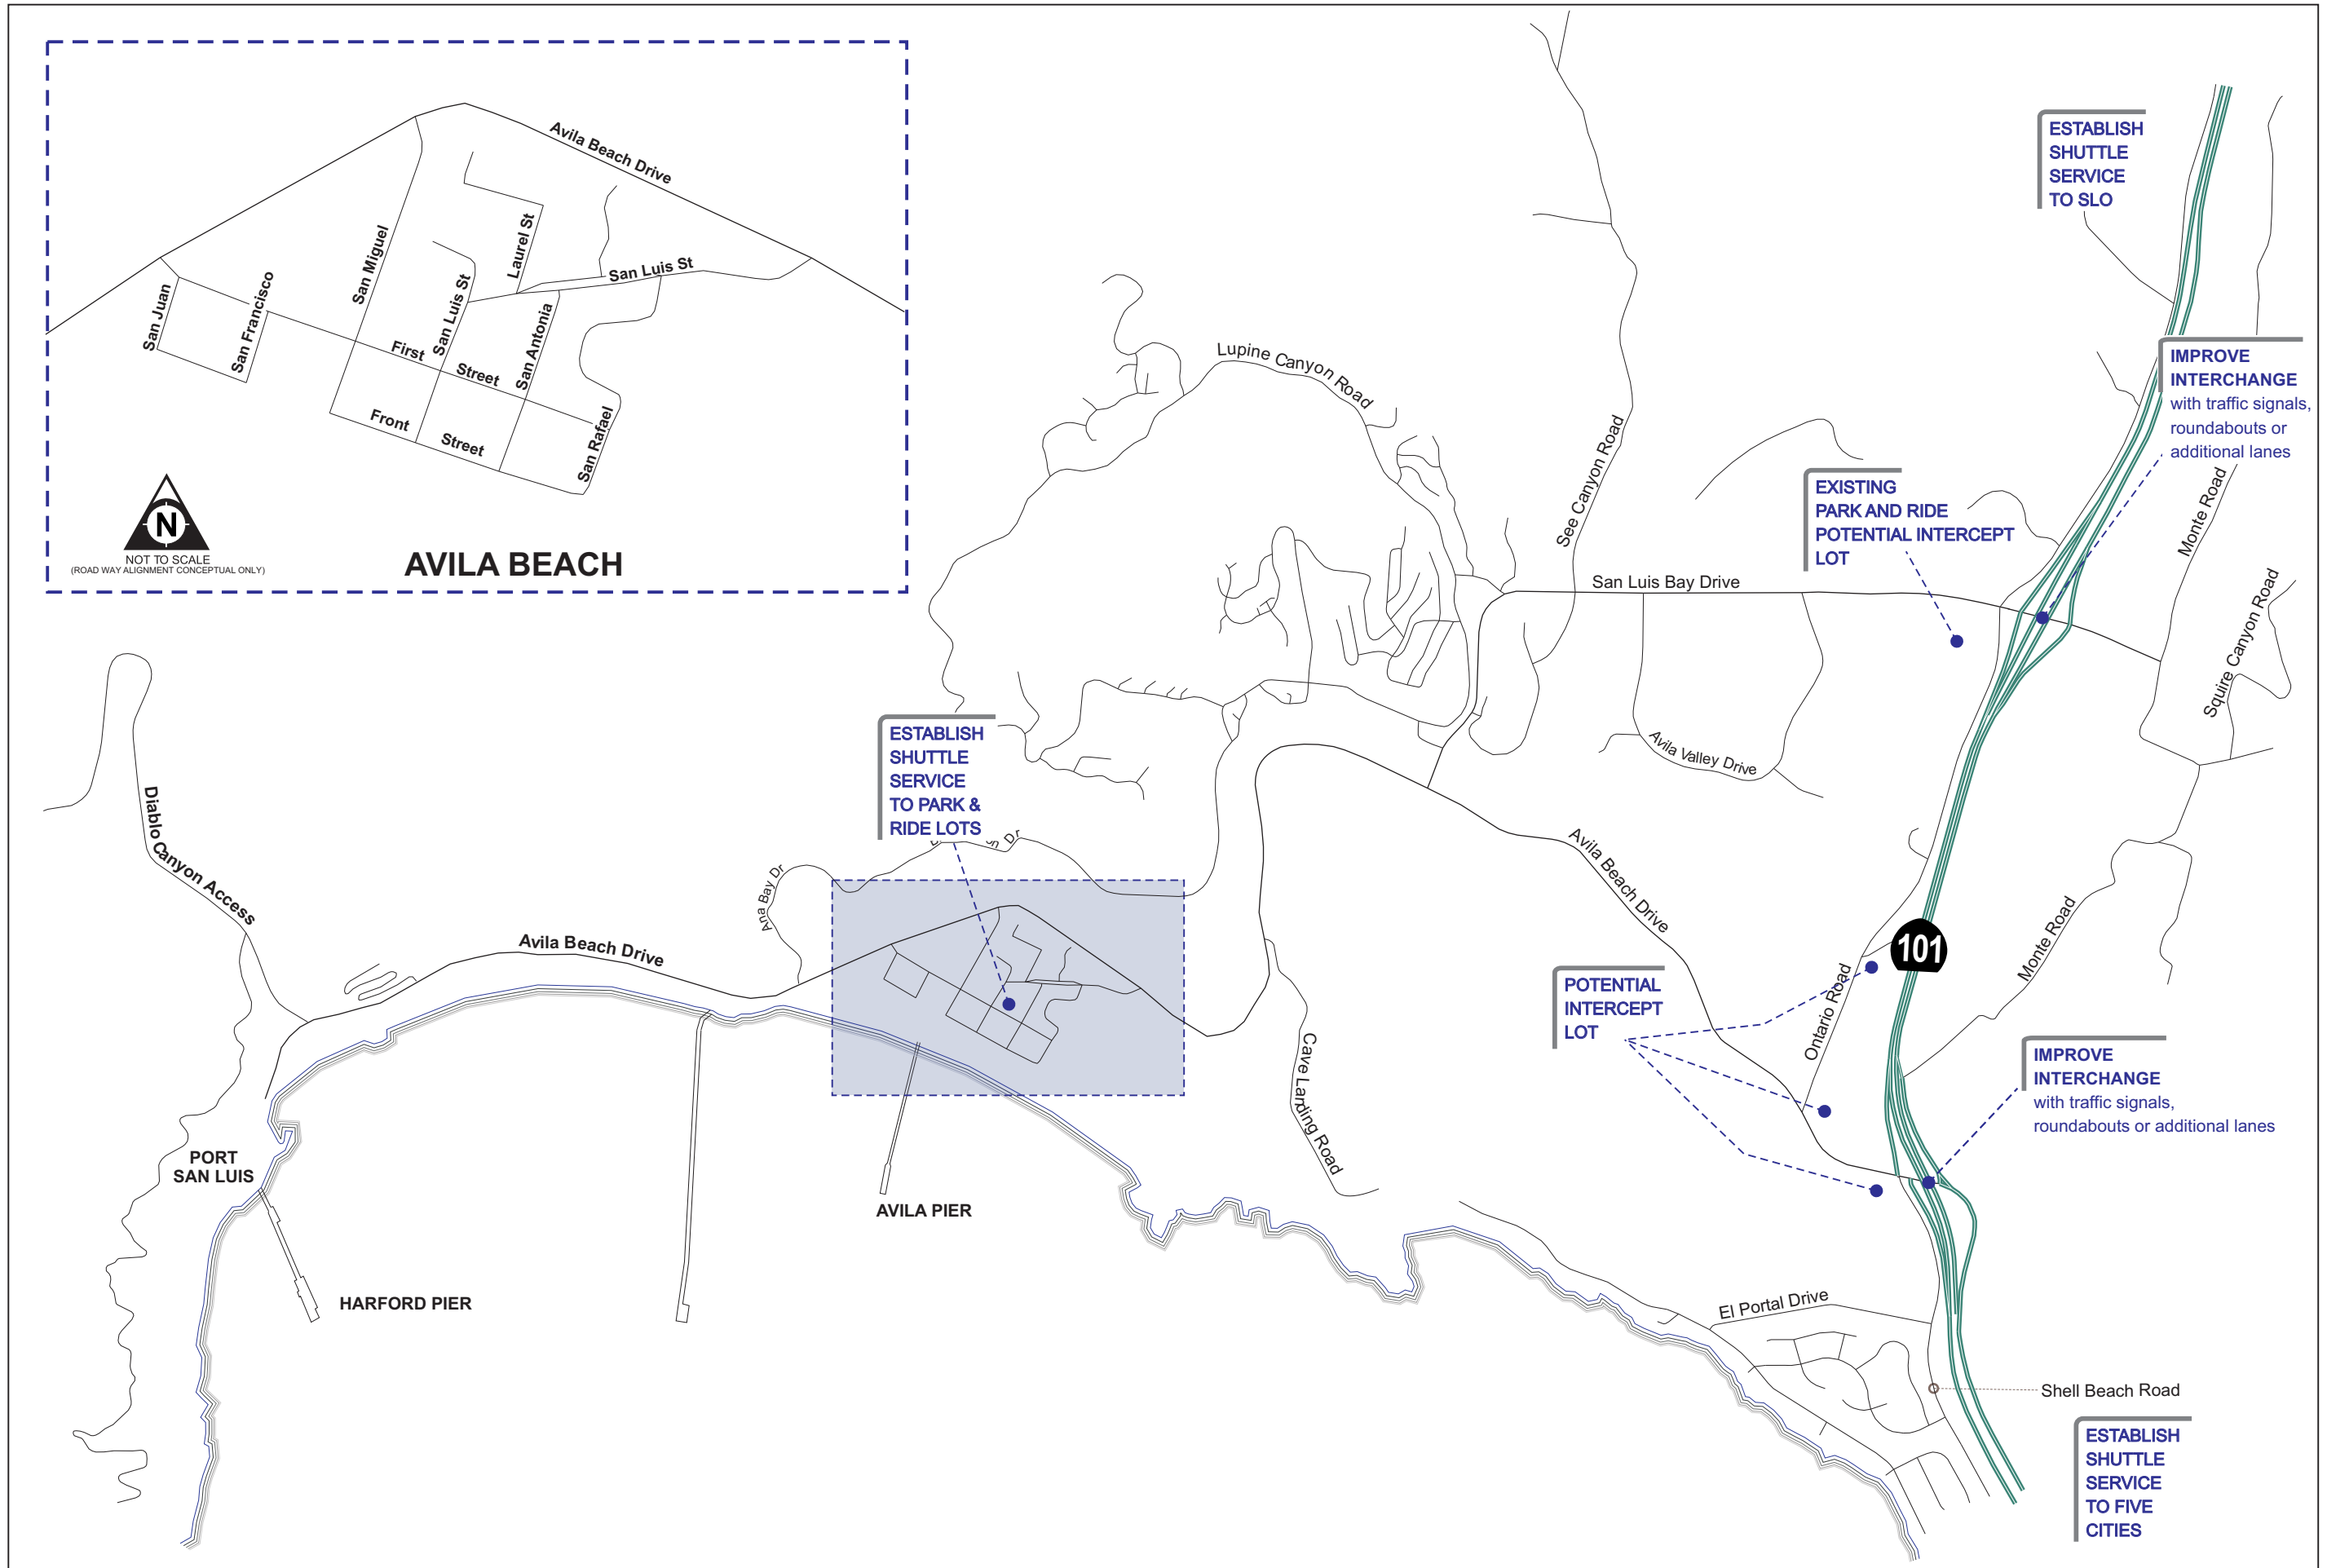 Avila Beach Drive
San Miguel
Laurel St
San Luis St
San Juan
San Francisco
San Luis St
San Antonia
First
Street
Front
Street
San Rafael
N
NOT TO SCALE
(ROAD WAY ALIGNMENT CONCEPTUAL ONLY)
AVILA BEACH
ESTABLISH
SHUTTLE
SERVICE
TO SLO
IMPROVE
INTERCHANGE
with traffic signals,
roundabouts or
additional lanes
Lupine Canyon Road
See Canyon Road
EXISTING
PARK AND RIDE
POTENTIAL INTERCEPT
LOT
Monte Road
San Luis Bay Drive
Squire Canyon Road
ESTABLISH
SHUTTLE
SERVICE
TO PARK &
RIDE LOTS
Dr
Avila Valley Drive
Diablo Canyon Access
Ana Bay Dr
Avila Beach Drive
Avila Beach Drive
101
Monte Road
POTENTIAL
INTERCEPT
LOT
Ontario Road
Cave Landing Road
IMPROVE
INTERCHANGE
with traffic signals,
roundabouts or additional lanes
PORT
SAN LUIS
AVILA PIER
HARFORD PIER
El Portal Drive
Shell Beach Road
ESTABLISH
SHUTTLE
SERVICE
TO FIVE
CITIES